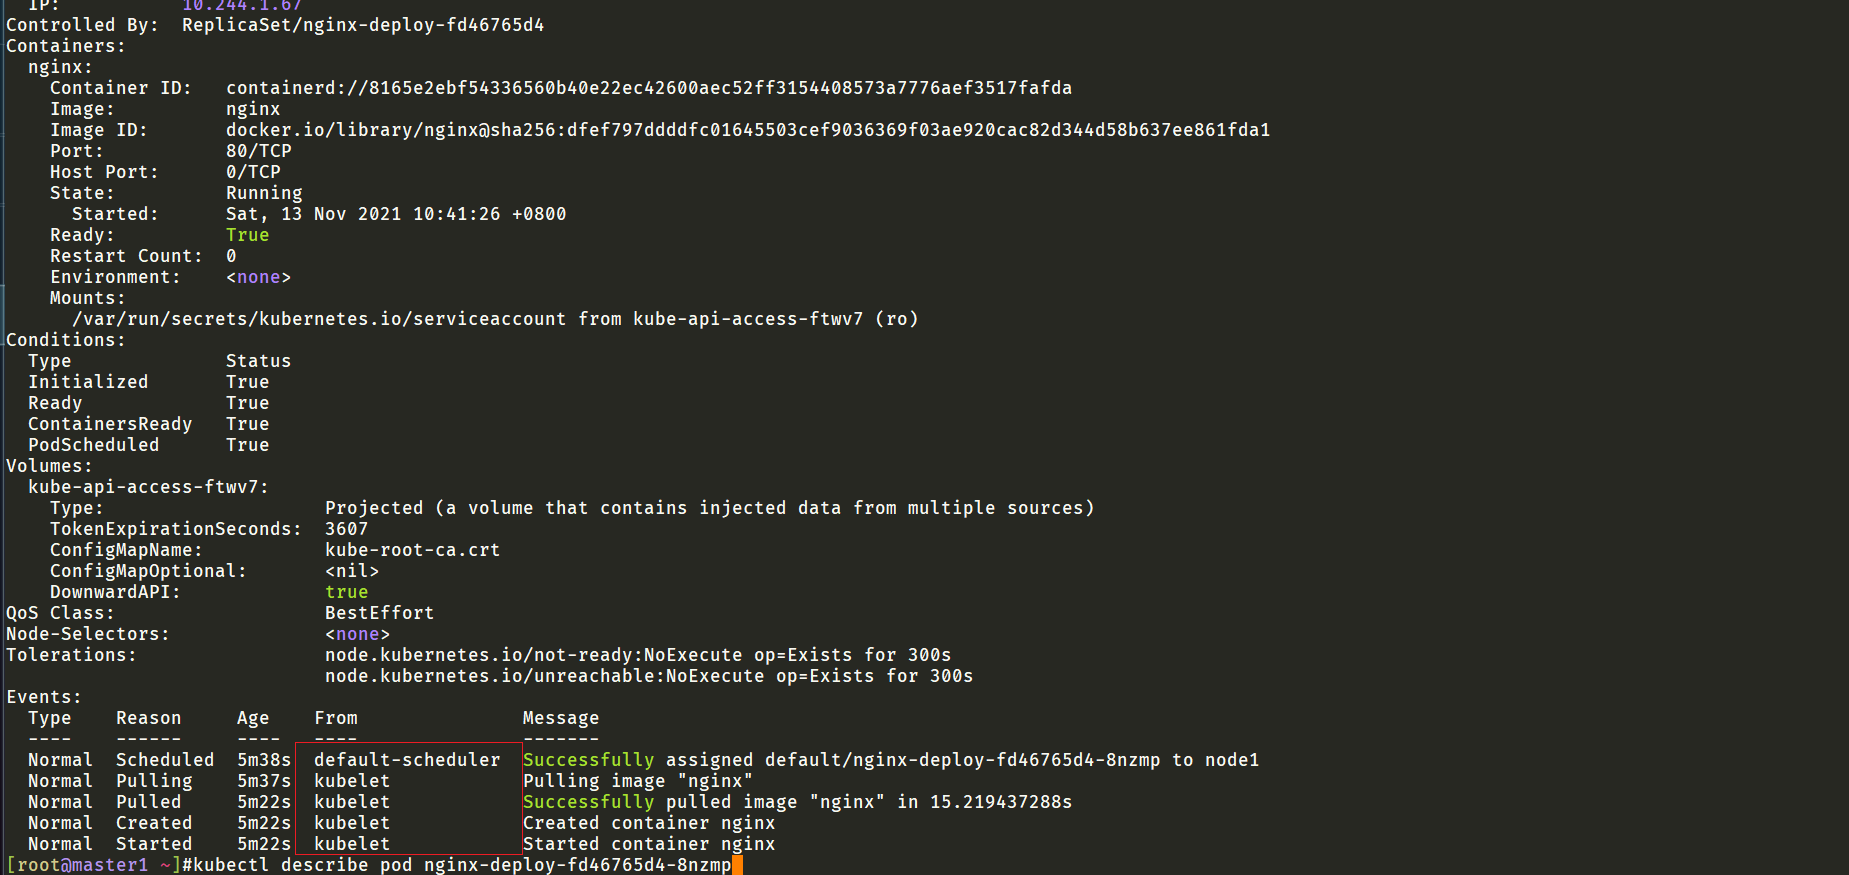 IP:           10.244.1.67
Controlled By:  ReplicaSet/nginx-deploy-fd46765d4
Containers:
  nginx:
    Container ID:   containerd://8165e2ebf54336560b40e22ec42600aec52ff3154408573a7776aef3517fafda
    Image:          nginx
    Image ID:       docker.io/library/nginx@sha256:dfef797ddddfc01645503cef9036369f03ae920cac82d344d58b637ee861fda1
    Port:           80/TCP
    Host Port:      0/TCP
    State:          Running
      Started:      Sat, 13 Nov 2021 10:41:26 +0800
    Ready:          True
    Restart Count:  0
    Environment:    <none>
    Mounts:
      /var/run/secrets/kubernetes.io/serviceaccount from kube-api-access-ftwv7 (ro)
Conditions:
  Type              Status
  Initialized       True
  Ready             True
  ContainersReady   True
  PodScheduled      True
Volumes:
  kube-api-access-ftwv7:
    Type:                    Projected (a volume that contains injected data from multiple sources)
    TokenExpirationSeconds:  3607
    ConfigMapName:           kube-root-ca.crt
    ConfigMapOptional:       <nil>
    DownwardAPI:             true
QoS Class:                   BestEffort
Node-Selectors:              <none>
Tolerations:                 node.kubernetes.io/not-ready:NoExecute op=Exists for 300s
                             node.kubernetes.io/unreachable:NoExecute op=Exists for 300s
Events:
  Type    Reason     Age    From               Message
  ----    ------     ----   ----               -------
  Normal  Scheduled  5m38s  default-scheduler  Successfully assigned default/nginx-deploy-fd46765d4-8nzmp to node1
  Normal  Pulling    5m37s  kubelet            Pulling image "nginx"
  Normal  Pulled     5m22s  kubelet            Successfully pulled image "nginx" in 15.219437288s
  Normal  Created    5m22s  kubelet            Created container nginx
  Normal  Started    5m22s  kubelet            Started container nginx
[root@master1 ~]#kubectl describe pod nginx-deploy-fd46765d4-8nzmp